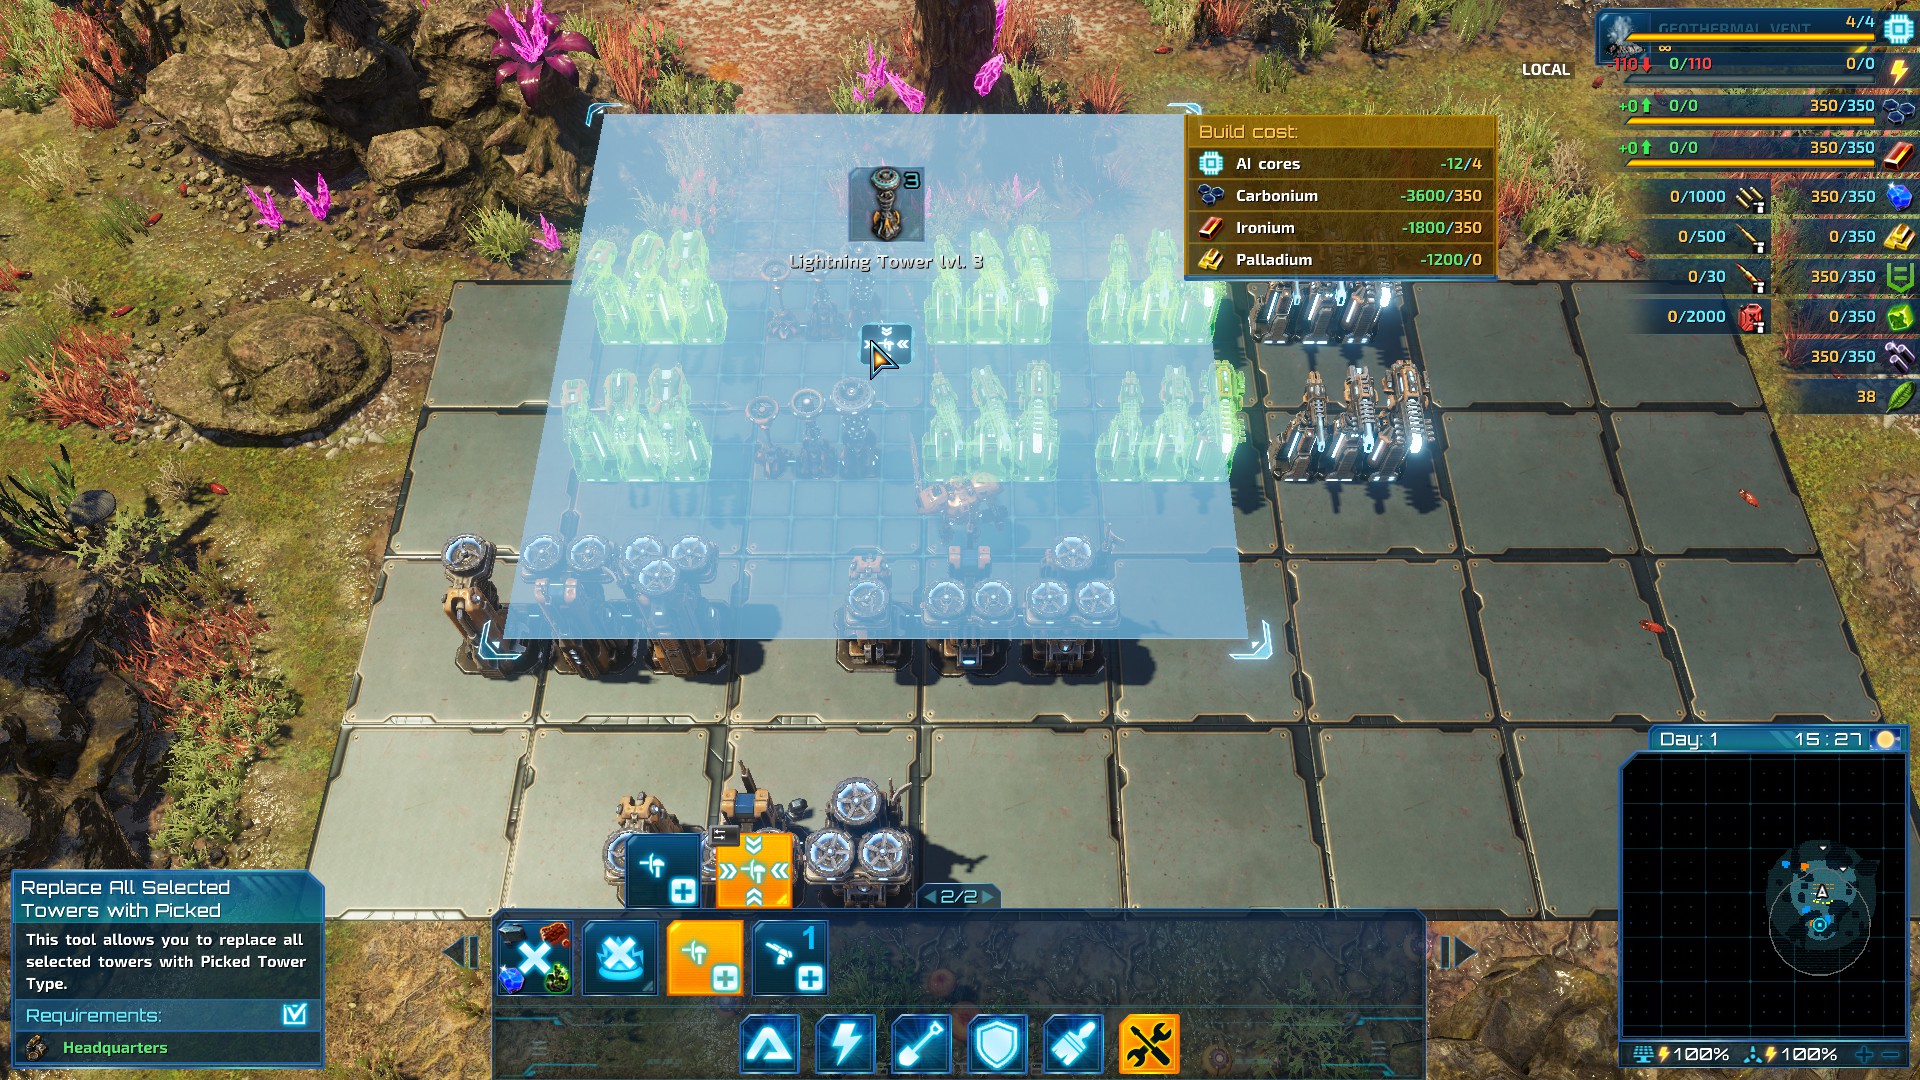 GEOTHERMAL VENT
4/4
∞
-110 0/110
0/0
LOCAL
+0 0/0
350/350
+0 0/0
350/350
0/1000
350/350
0/500
0/350
0/30
350/350
0/2000
0/350
350/350
38
Build cost:
AI cores -12/4
Carbonium -3600/350
Ironium -1800/350
Palladium -1200/0
3
Lightning Tower lvl. 3
Day: 1 15:27
2/2
1
Replace All Selected
Towers with Picked
This tool allows you to replace all
selected towers with Picked Tower
Type.
Requirements:
Headquarters
100% 100%